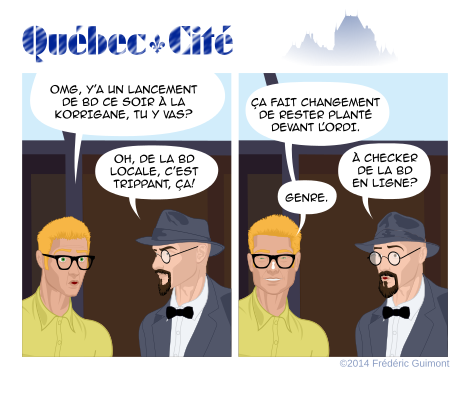 Québec Cité
OMG, Y'A UN LANCEMENT
DE BD CE SOIR À LA
KORRIGANE, TU Y VAS?
OH, DE LA BD
LOCALE, C'EST
TRIPPANT, ÇA!
ÇA FAIT CHANGEMENT
DE RESTER PLANTÉ
DEVANT L'ORDI.
GENRE.
À CHECKER
DE LA BD
EN LIGNE?
©2014 Frédéric Guimont